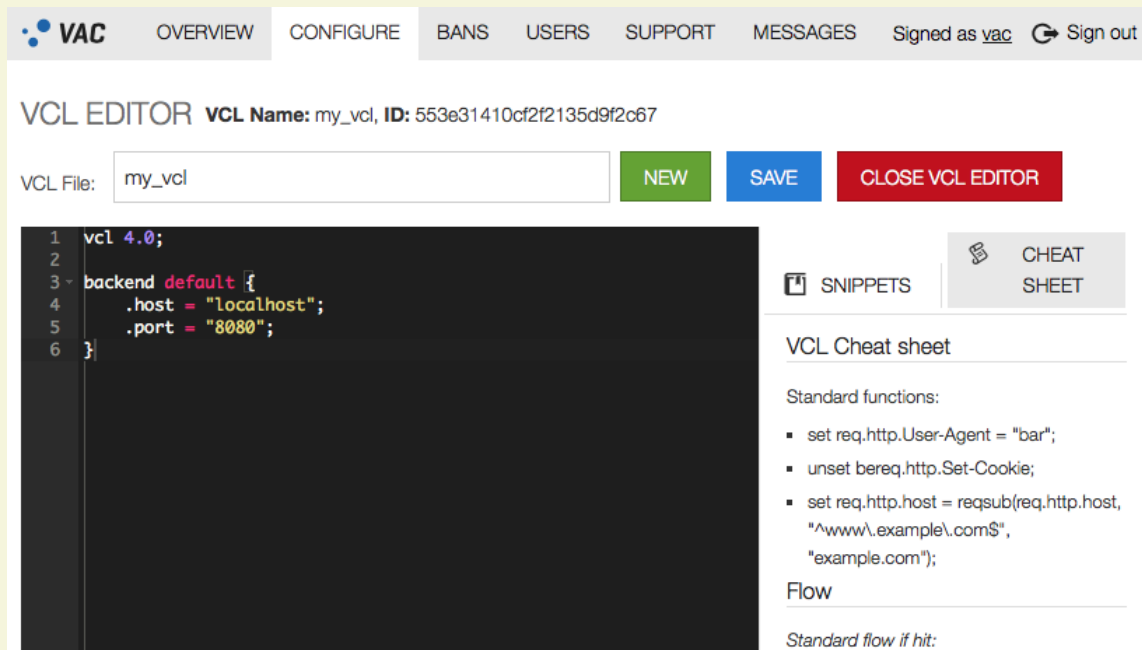 VAC OVERVIEW CONFIGURE BANS USERS SUPPORT MESSAGES Signed as vac Sign out
VCL EDITOR VCL Name: my_vcl, ID: 553e31410cf2f2135d9f2c67
VCL File: my_vcl NEW SAVE CLOSE VCL EDITOR
1 vcl 4.0;
2
3 backend default {
4     .host = "localhost";
5     .port = "8080";
6 }
SNIPPETS
CHEAT
SHEET
VCL Cheat sheet
Standard functions:
▪ set req.http.User-Agent = "bar";
▪ unset bereq.http.Set-Cookie;
▪ set req.http.host = reqsub(req.http.host,
"^www\.example\.com$",
"example.com");
Flow
Standard flow if hit: